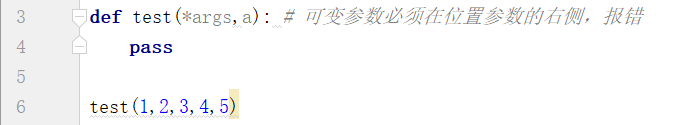 3 def test(*args,a): # 可变参数必须在位置参数的右侧，报错
4     pass
5
6 test(1,2,3,4,5)